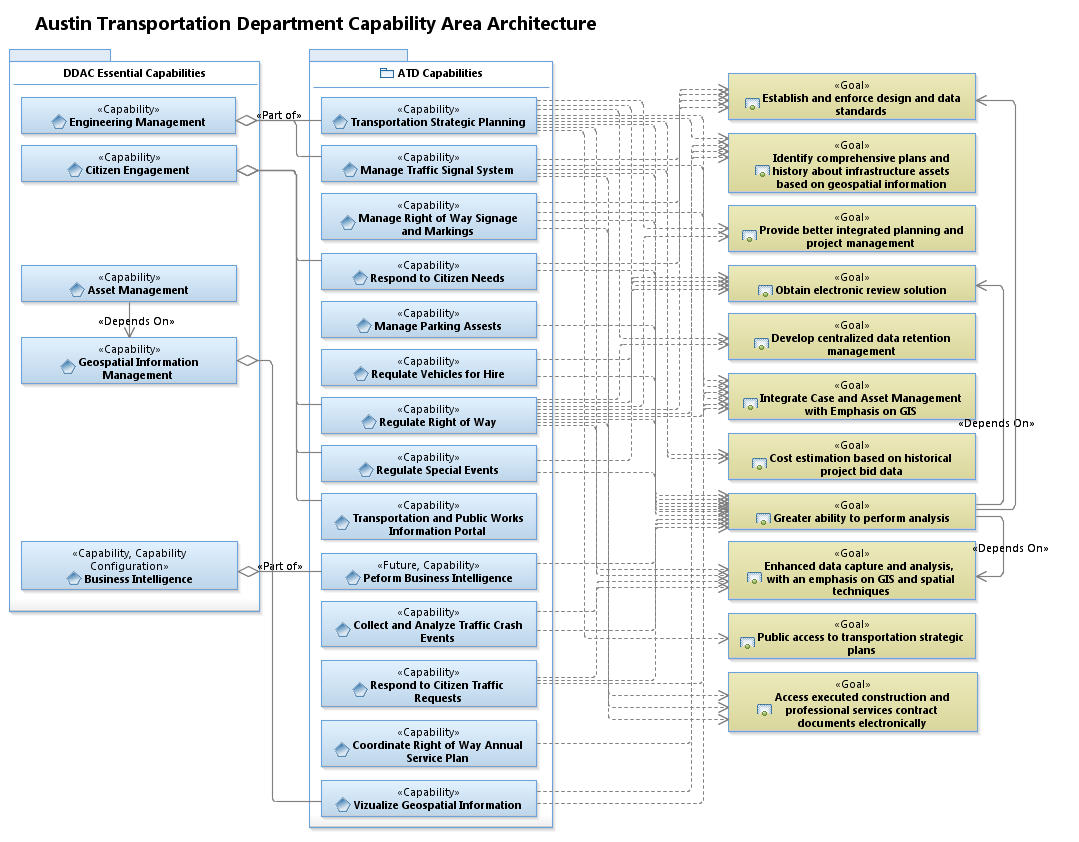 Austin Transportation Department Capability Area Architecture
DDAC Essential Capabilities
«Capability»
Engineering Management
«Capability»
Citizen Engagement
«Capability»
Asset Management
«Depends On»
«Capability»
Geospatial Information
Management
«Capability, Capability
Configuration»
Business Intelligence
«Part of»
«Part of»
ATD Capabilities
«Capability»
Transportation Strategic Planning
«Capability»
Manage Traffic Signal System
«Capability»
Manage Right of Way Signage
and Markings
«Capability»
Respond to Citizen Needs
«Capability»
Manage Parking Assests
«Capability»
Requlate Vehicles for Hire
«Capability»
Regulate Right of Way
«Capability»
Regulate Special Events
«Capability»
Transportation and Public Works
Information Portal
«Future, Capability»
Peform Business Intelligence
«Capability»
Collect and Analyze Traffic Crash
Events
«Capability»
Respond to Citizen Traffic
Requests
«Capability»
Coordinate Right of Way Annual
Service Plan
«Capability»
Vizualize Geospatial Information
«Goal»
Establish and enforce design and data
standards
«Goal»
Identify comprehensive plans and
history about infrastructure assets
based on geospatial information
«Goal»
Provide better integrated planning and
project management
«Goal»
Obtain electronic review solution
«Goal»
Develop centralized data retention
management
«Goal»
Integrate Case and Asset Management
with Emphasis on GIS
«Depends On»
«Goal»
Cost estimation based on historical
project bid data
«Goal»
Greater ability to perform analysis
«Depends On»
«Goal»
Enhanced data capture and analysis,
with an emphasis on GIS and spatial
techniques
«Goal»
Public access to transportation strategic
plans
«Goal»
Access executed construction and
professional services contract
documents electronically